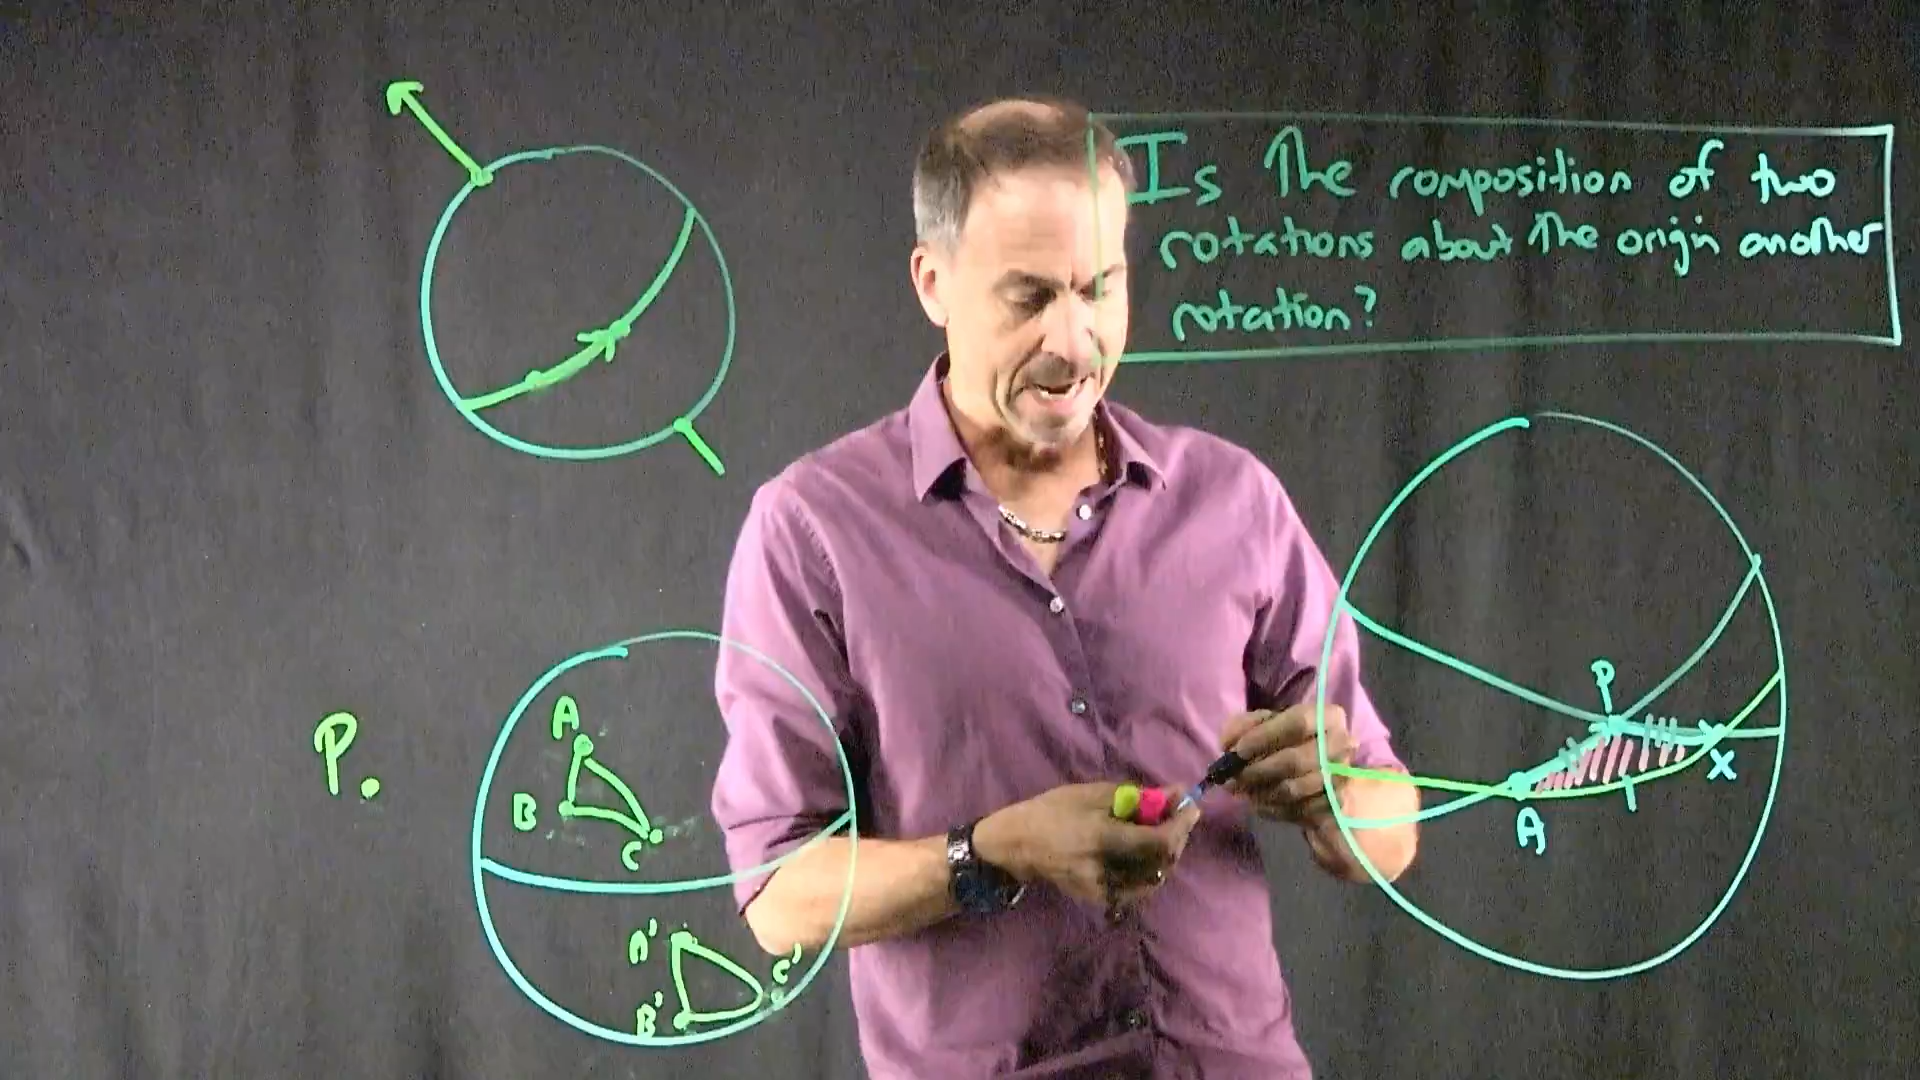 Is the composition of two
rotations about the origin another
rotation?
P.
A
B
C
A'
B'
C'
P
A
X